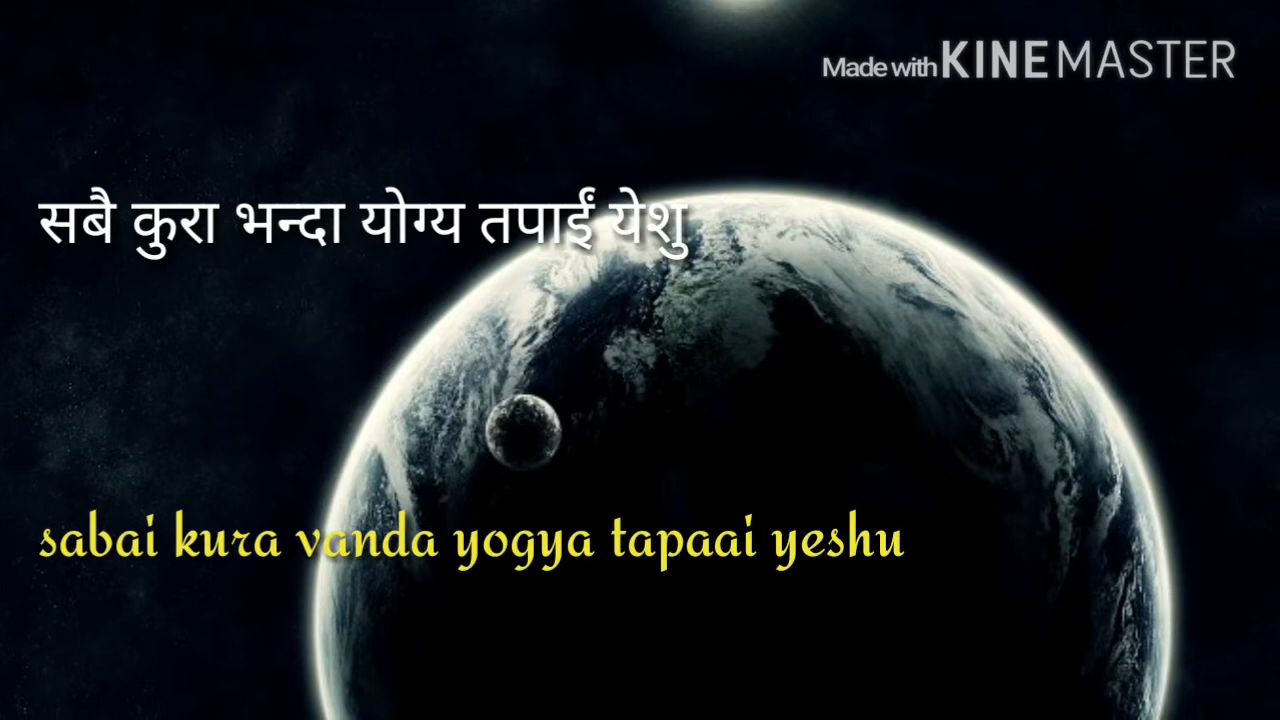 Made with KINEMASTER
सबै कुरा भन्दा योग्य तपाईं येशु
sabai kura vanda yogya tapaai yeshu